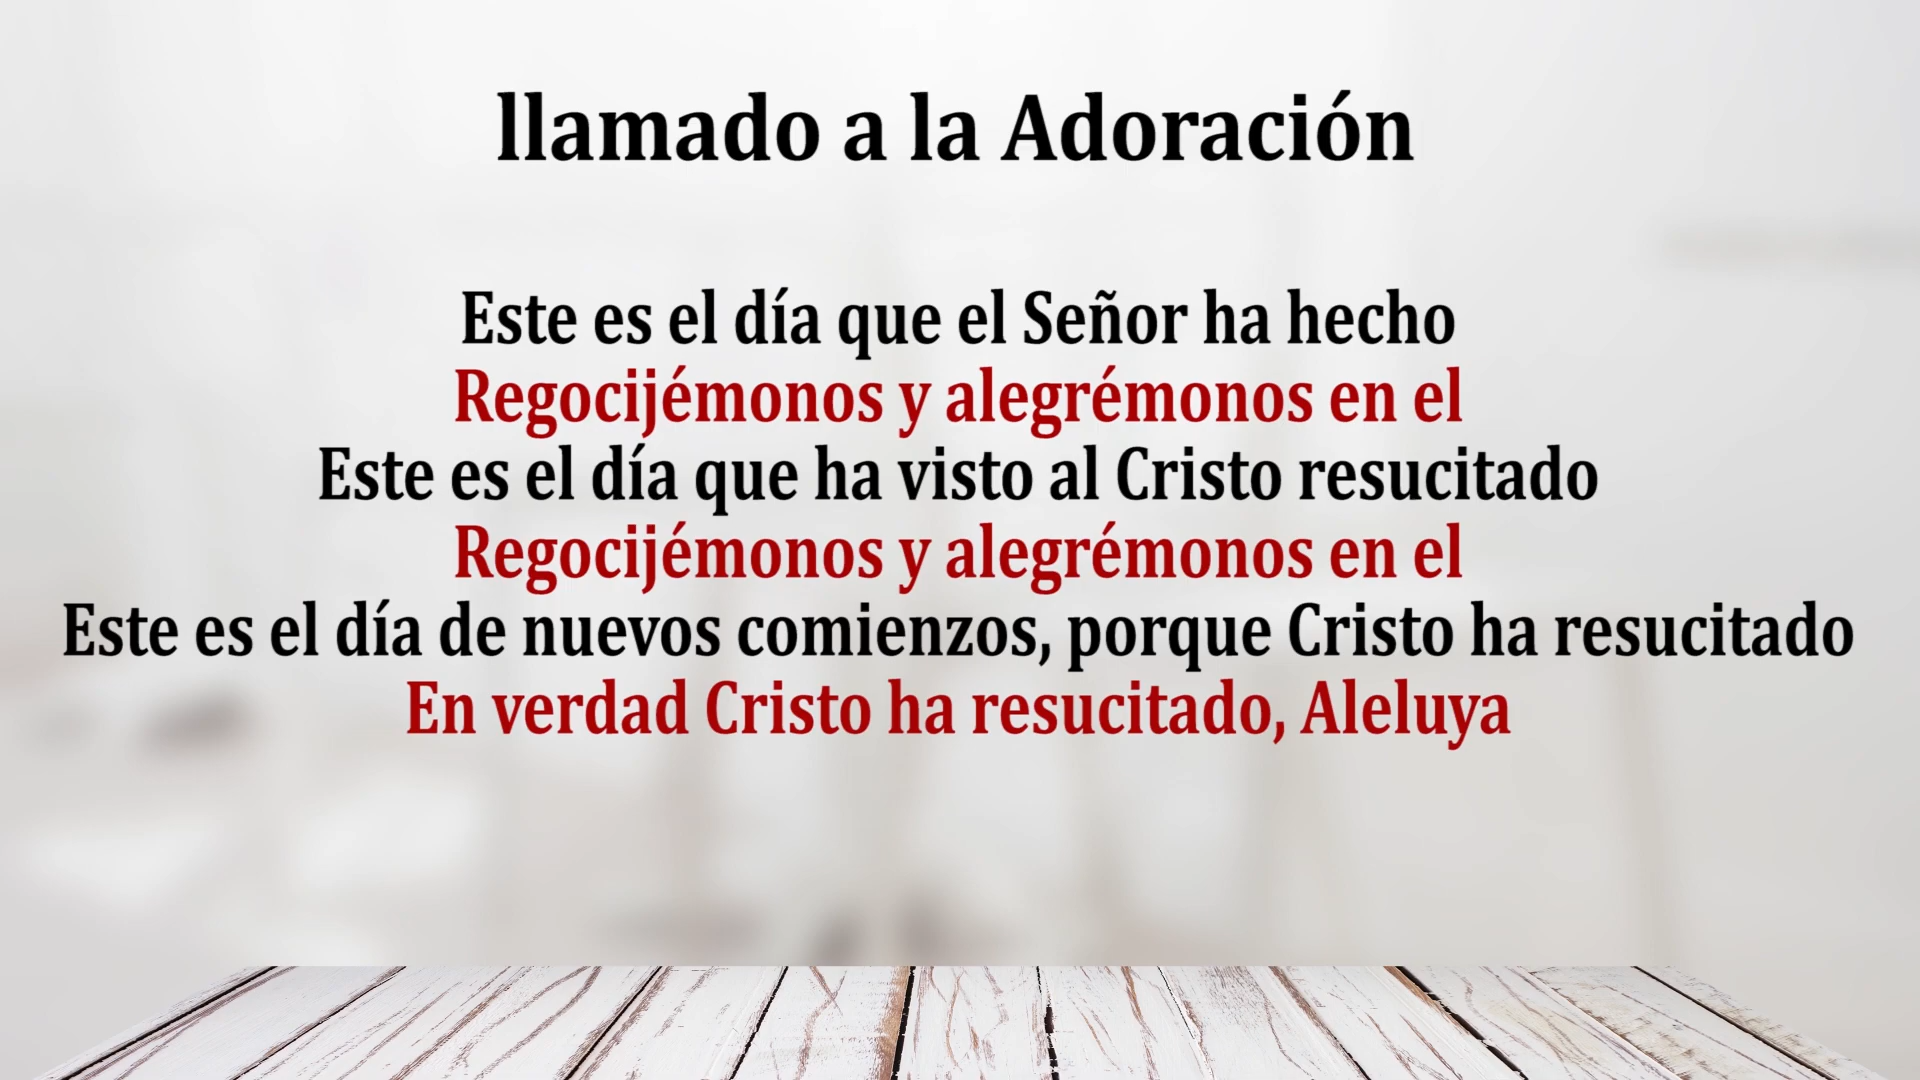 llamado a la Adoración
Este es el día que el Señor ha hecho
Regocijémonos y alegrémonos en el
Este es el día que ha visto al Cristo resucitado
Regocijémonos y alegrémonos en el
Este es el día de nuevos comienzos, porque Cristo ha resucitado
En verdad Cristo ha resucitado, Aleluya